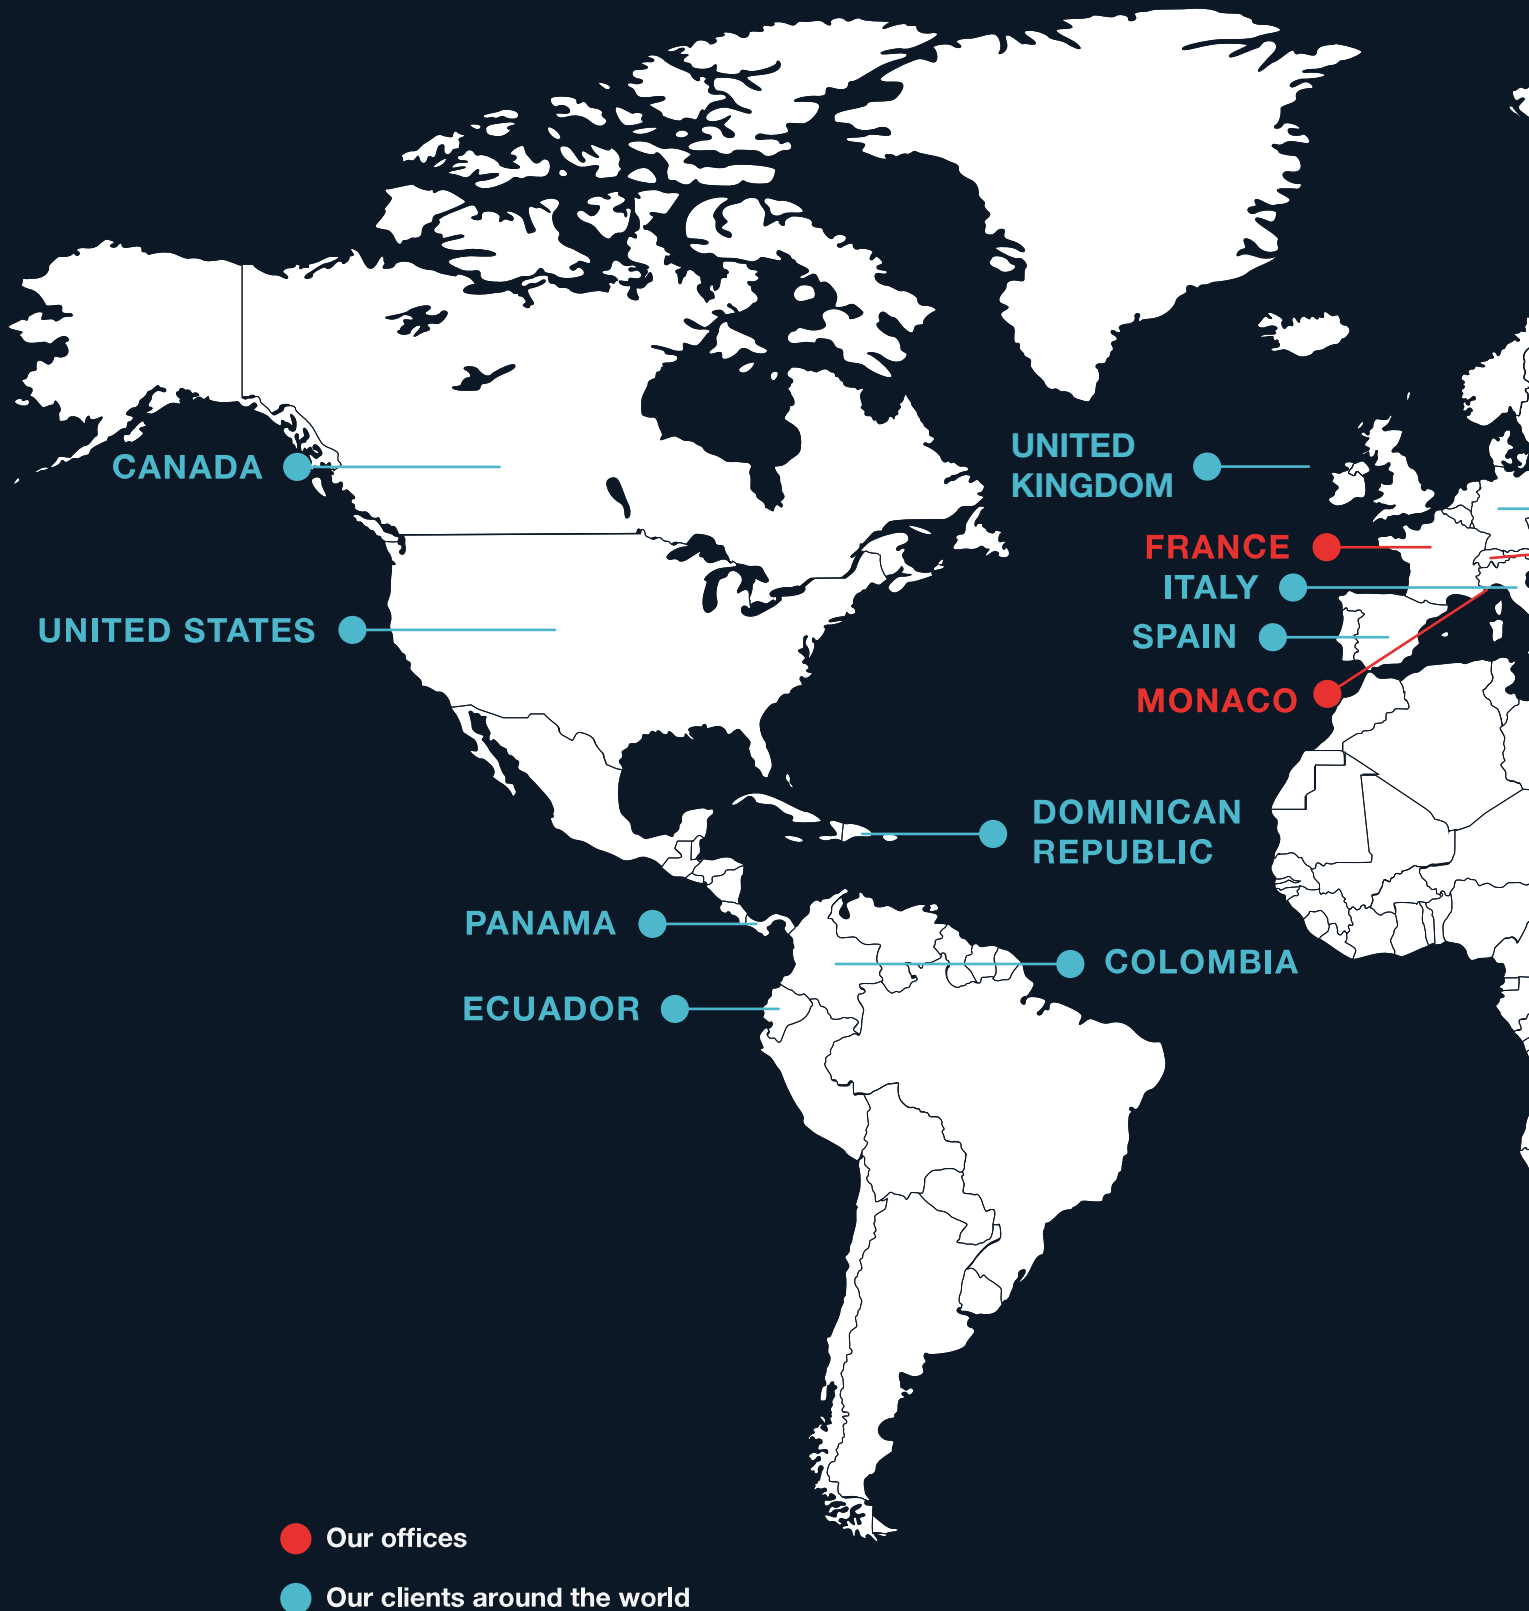 CANADA
UNITED
KINGDOM
FRANCE
ITALY
UNITED STATES
SPAIN
MONACO
DOMINICAN
REPUBLIC
PANAMA
COLOMBIA
ECUADOR
Our offices
Our clients around the world